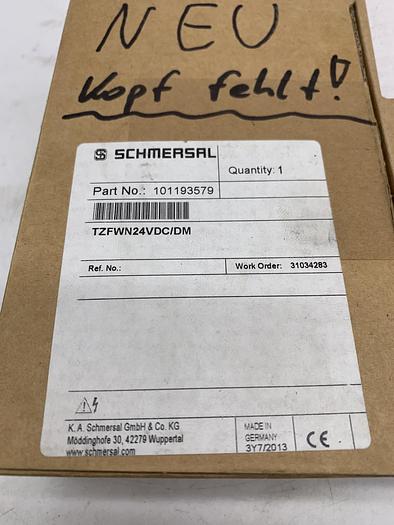 NEU
Kopf fehlt!
SCHMERSAL
Quantity: 1
Part No.: 101193579
TZFWN24VDC/DM
Ref. No.:
Work Order: 31034283
K. A. Schmersal GmbH & Co. KG
Möddinghofe 30, 42279 Wuppertal
www.schmersal.com
MADE IN
GERMANY
3Y7/2013
CE